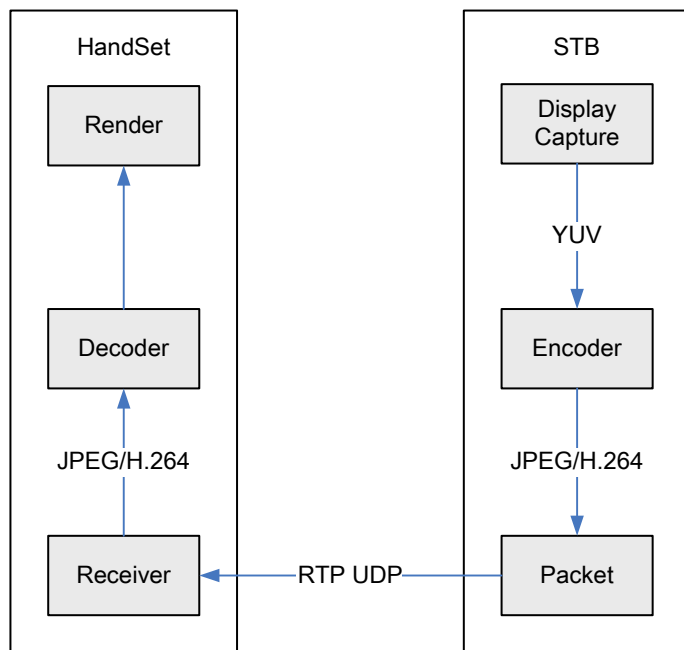 HandSet
Render
Decoder
JPEG/H.264
Receiver
RTP UDP
STB
Display
Capture
YUV
Encoder
JPEG/H.264
Packet